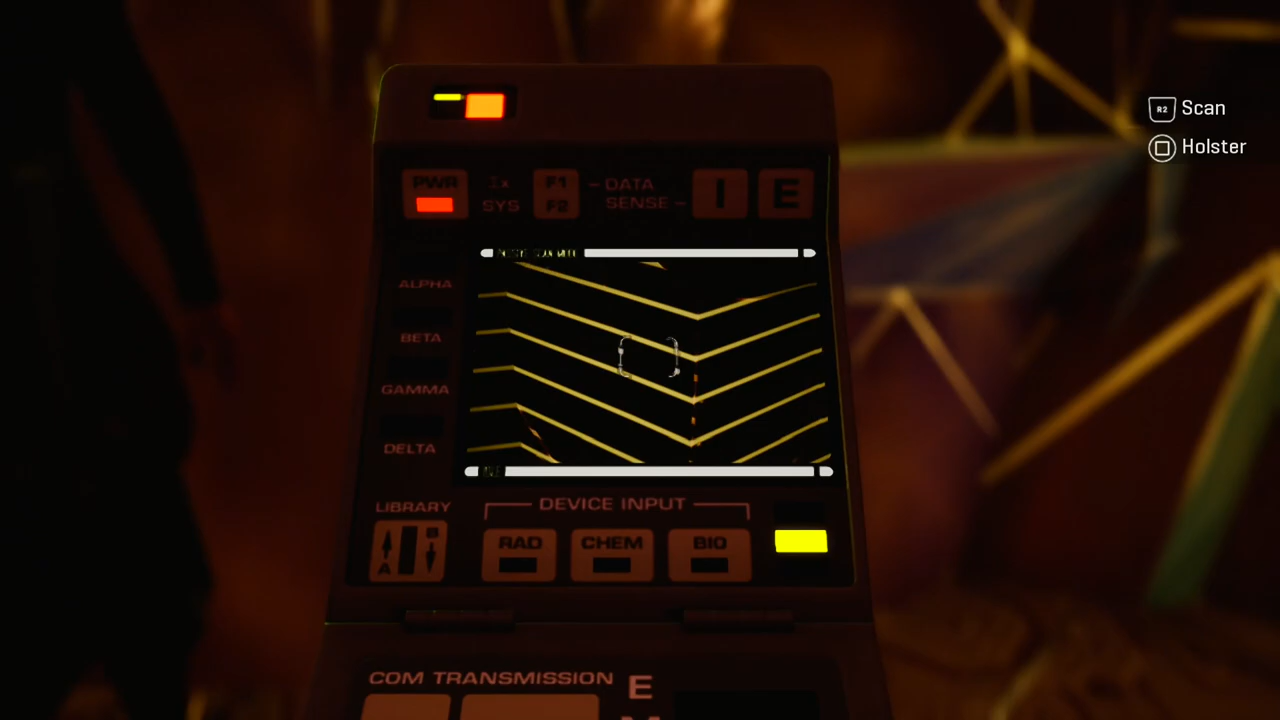 R2 Scan
Holster
PWR
1x
SYS
F1
F2
DATA
SENSE
I
E
ALPHA
BETA
GAMMA
DELTA
LIBRARY
A
B
DEVICE INPUT
RAD
CHEM
BIO
COM TRANSMISSION
E